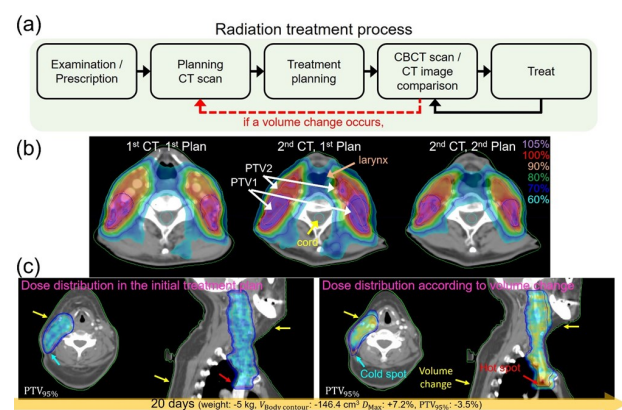 (a)
Radiation treatment process
Examination /
Prescription
Planning
CT scan
Treatment
planning
CBCT scan /
CT image
comparison
Treat
if a volume change occurs,
(b)
1st CT, 1st Plan
2nd CT, 1st Plan
2nd CT, 2nd Plan
larynx
PTV2
PTV1
cord
105%
100%
90%
80%
70%
60%
(c)
Dose distribution in the initial treatment plan
Dose distribution according to volume change
Cold spot
Volume
change
Hot spot
PTV95%
PTV95%
20 days (weight: -5 kg, VBody contour: -146.4 cm³ DMax: +7.2%, PTV95%: -3.5%)